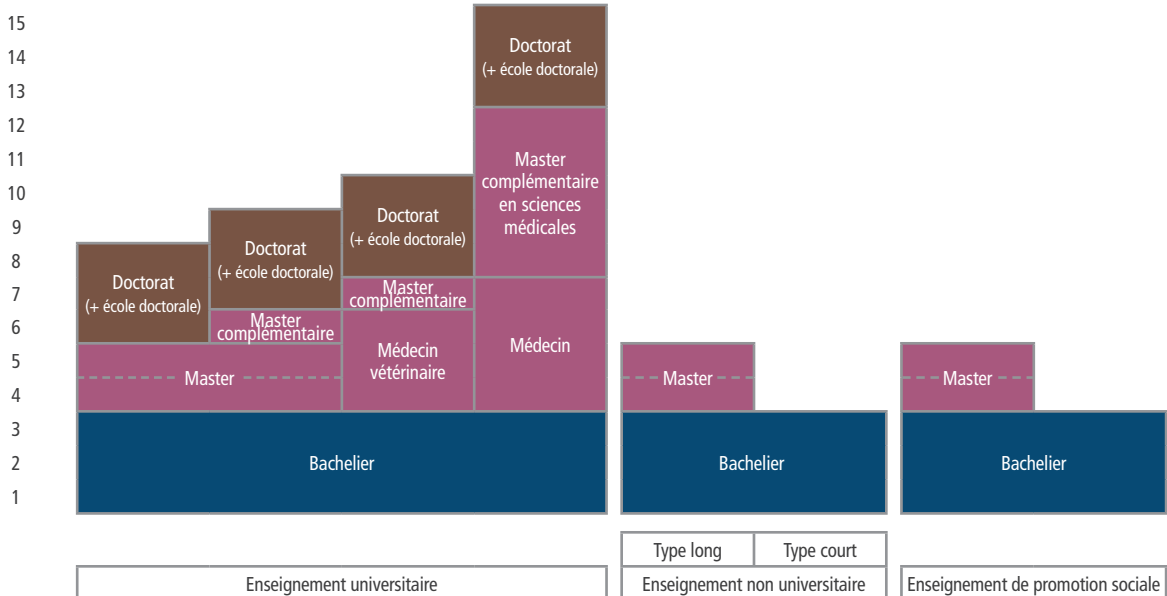 15
14
13
12
11
10
9
8
7
6
5
4
3
2
1
Doctorat
(+ école doctorale)
Master
complémentaire
en sciences
médicales
Médecin
Doctorat
(+ école doctorale)
Master
complémentaire
Médecin
vétérinaire
Doctorat
(+ école doctorale)
Master
complémentaire
Doctorat
(+ école doctorale)
Master
Bachelier
Master
Bachelier
Master
Bachelier
Type long
Type court
Enseignement universitaire
Enseignement non universitaire
Enseignement de promotion sociale